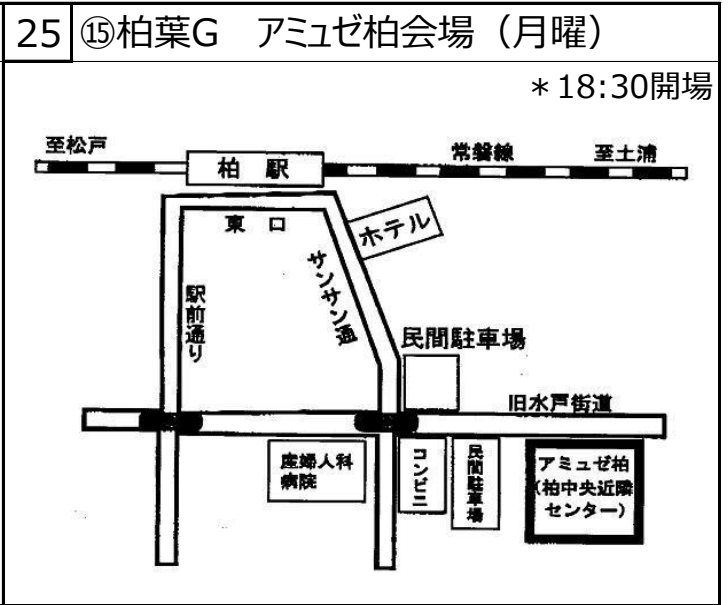 25 ⑮柏葉G アミュゼ柏会場（月曜）
＊18:30開場
至松戸
柏駅
常磐線
至土浦
東口
ホテル
サンサン通
駅前通り
民間駐車場
旧水戸街道
産婦人科
病院
コンビニ
民間駐車場
アミュゼ柏
(柏中央近隣
センター)